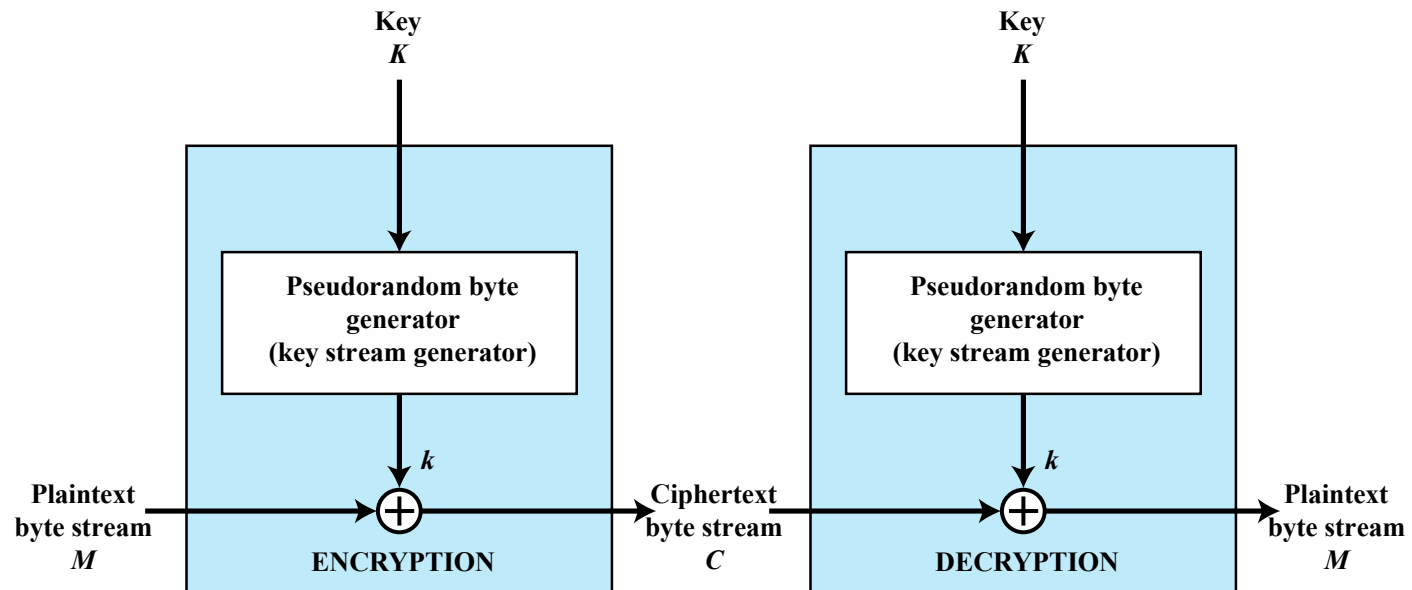 Key
K
Key
K
Pseudorandom byte
generator
(key stream generator)
Pseudorandom byte
generator
(key stream generator)
k
k
Plaintext
byte stream
M
Ciphertext
byte stream
C
Plaintext
byte stream
M
ENCRYPTION
DECRYPTION